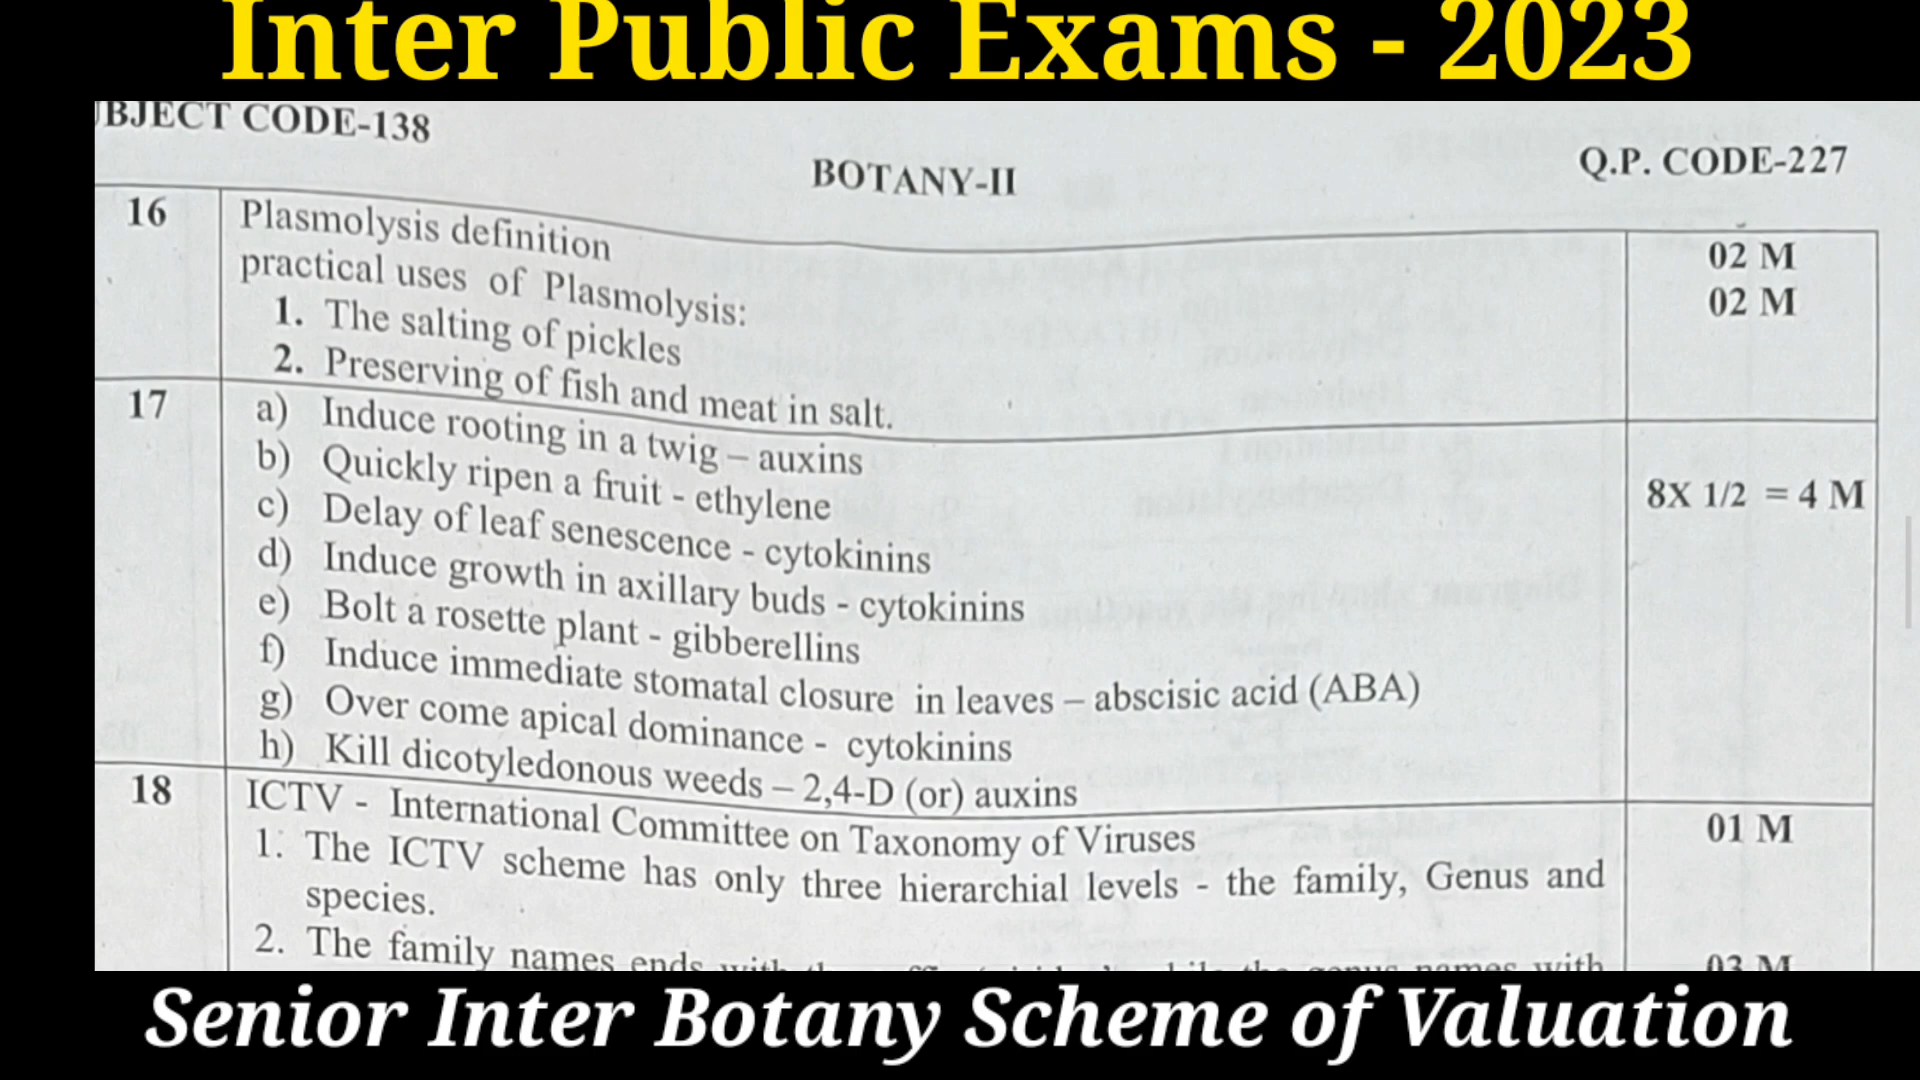 Inter Public Exams - 2023
BJECT CODE-138
BOTANY-II
Q.P. CODE-227
16
Plasmolysis definition
02 M
practical uses of Plasmolysis:
02 M
1. The salting of pickles
2. Preserving of fish and meat in salt.
17
a) Induce rooting in a twig – auxins
b) Quickly ripen a fruit - ethylene
8X 1/2 = 4 M
c) Delay of leaf senescence - cytokinins
d) Induce growth in axillary buds - cytokinins
e) Bolt a rosette plant - gibberellins
f) Induce immediate stomatal closure in leaves – abscisic acid (ABA)
g) Over come apical dominance - cytokinins
h) Kill dicotyledonous weeds – 2,4-D (or) auxins
18
ICTV - International Committee on Taxonomy of Viruses
01 M
1. The ICTV scheme has only three hierarchial levels - the family, Genus and
species.
2. The family names ends with genus names with
03 M
Senior Inter Botany Scheme of Valuation